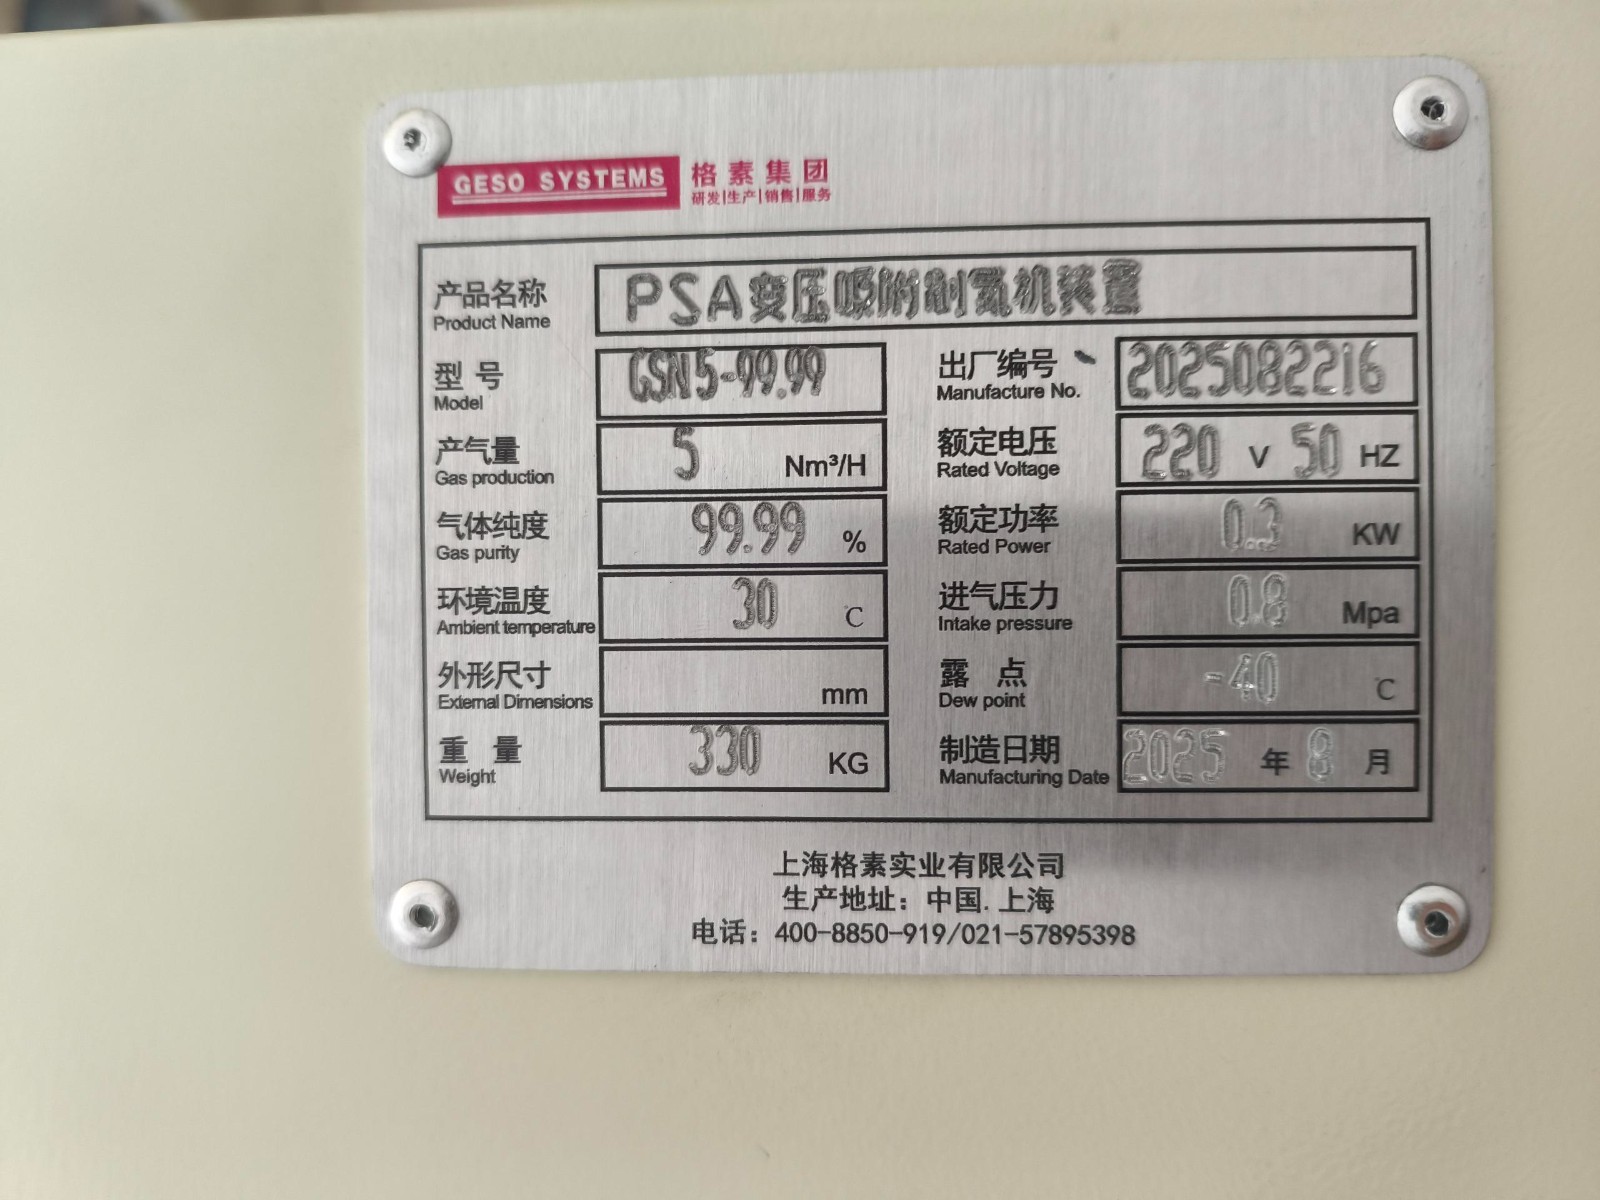 GESO SYSTEMS 格素集团
研发|生产|销售|服务
产品名称 PSA变压吸附制氮机装置
Product Name
型号 GSN5-99.99 出厂编号 2025082216
Model Manufacture No.
产气量 5 Nm³/H 额定电压 220 V 50 HZ
Gas production Rated Voltage
气体纯度 99.99 % 额定功率 0.3 KW
Gas purity Rated Power
环境温度 30 ℃ 进气压力 0.8 Mpa
Ambient temperature Intake pressure
外形尺寸 mm 露点 -40 ℃
External Dimensions Dew point
重量 330 KG 制造日期 2025 年 8 月
Weight Manufacturing Date
上海格素实业有限公司
生产地址：中国.上海
电话：400-8850-919/021-57895398